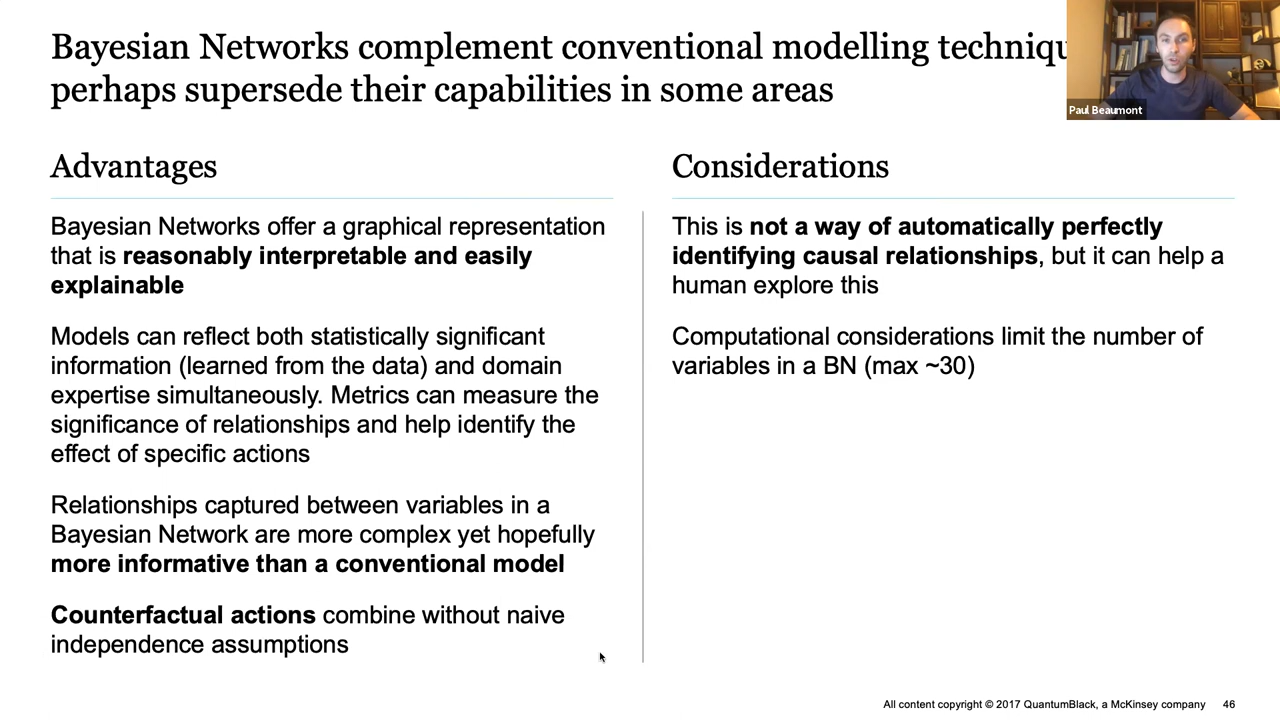 Bayesian Networks complement conventional modelling
perhaps supersede their capabilities in some areas
Paul Beaumont
Advantages
Bayesian Networks offer a graphical representation
that is reasonably interpretable and easily
explainable
Models can reflect both statistically significant
information (learned from the data) and domain
expertise simultaneously. Metrics can measure the
significance of relationships and help identify the
effect of specific actions
Relationships captured between variables in a
Bayesian Network are more complex yet hopefully
more informative than a conventional model
Counterfactual actions combine without naive
independence assumptions
Considerations
This is not a way of automatically perfectly
identifying causal relationships, but it can help a
human explore this
Computational considerations limit the number of
variables in a BN (max ~30)
All content copyright © 2017 QuantumBlack, a McKinsey company 46